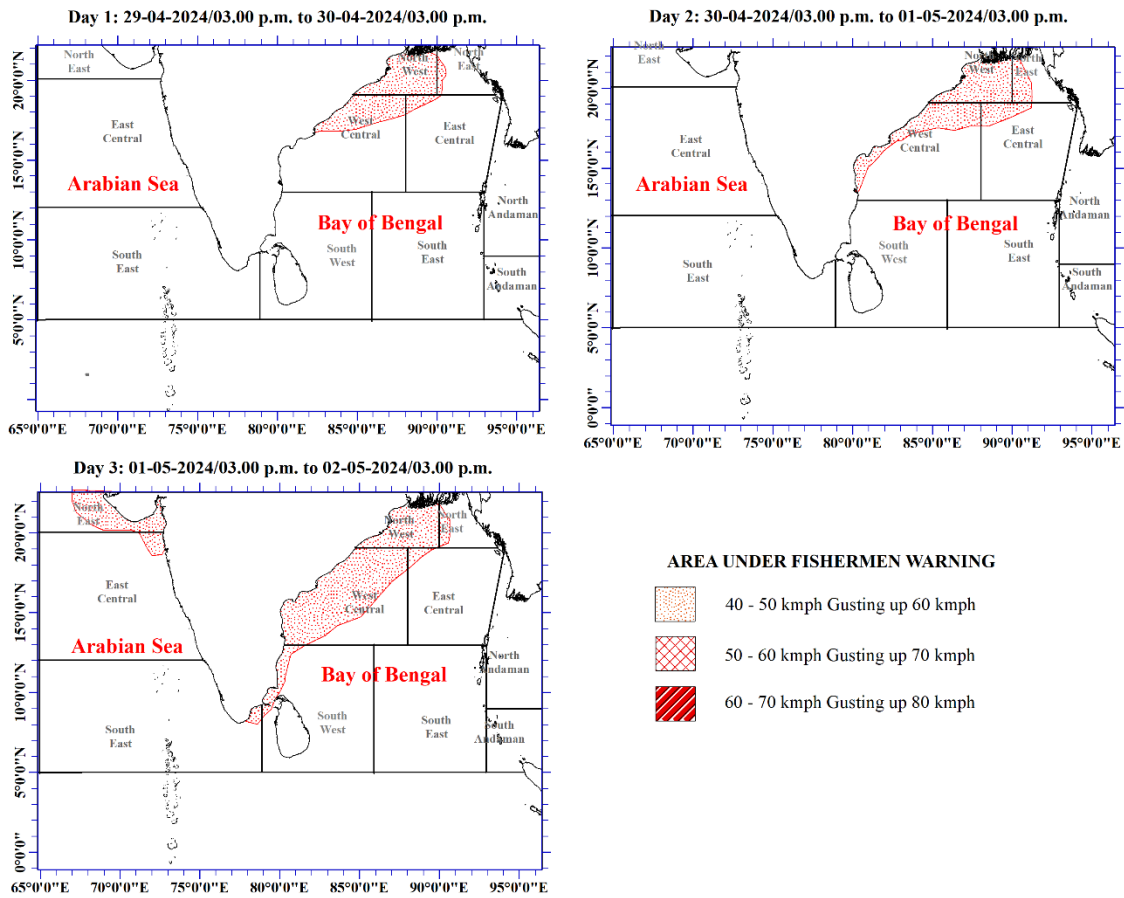 Day 1: 29-04-2024/03.00 p.m. to 30-04-2024/03.00 p.m.
North
East
North
West
North
East
East
Central
West
Central
East
Central
Arabian Sea
Bay of Bengal
North
Andaman
South
East
South
West
South
East
South
Andaman
20°0'0"N
15°0'0"N
10°0'0"N
5°0'0"N
0°0'0"
65°0'0"E 70°0'0"E 75°0'0"E 80°0'0"E 85°0'0"E 90°0'0"E 95°0'0"E
Day 2: 30-04-2024/03.00 p.m. to 01-05-2024/03.00 p.m.
North
East
North
West
North
East
East
Central
West
Central
East
Central
Arabian Sea
Bay of Bengal
North
Andaman
South
East
South
West
South
East
South
Andaman
20°0'0"N
15°0'0"N
10°0'0"N
5°0'0"N
0°0'0"
65°0'0"E 70°0'0"E 75°0'0"E 80°0'0"E 85°0'0"E 90°0'0"E 95°0'0"E
Day 3: 01-05-2024/03.00 p.m. to 02-05-2024/03.00 p.m.
North
East
North
West
North
East
East
Central
West
Central
East
Central
Arabian Sea
Bay of Bengal
North
Andaman
South
East
South
West
South
East
South
Andaman
20°0'0"N
15°0'0"N
10°0'0"N
5°0'0"N
0°0'0"
65°0'0"E 70°0'0"E 75°0'0"E 80°0'0"E 85°0'0"E 90°0'0"E 95°0'0"E
AREA UNDER FISHERMEN WARNING
40 - 50 kmph Gusting up 60 kmph
50 - 60 kmph Gusting up 70 kmph
60 - 70 kmph Gusting up 80 kmph